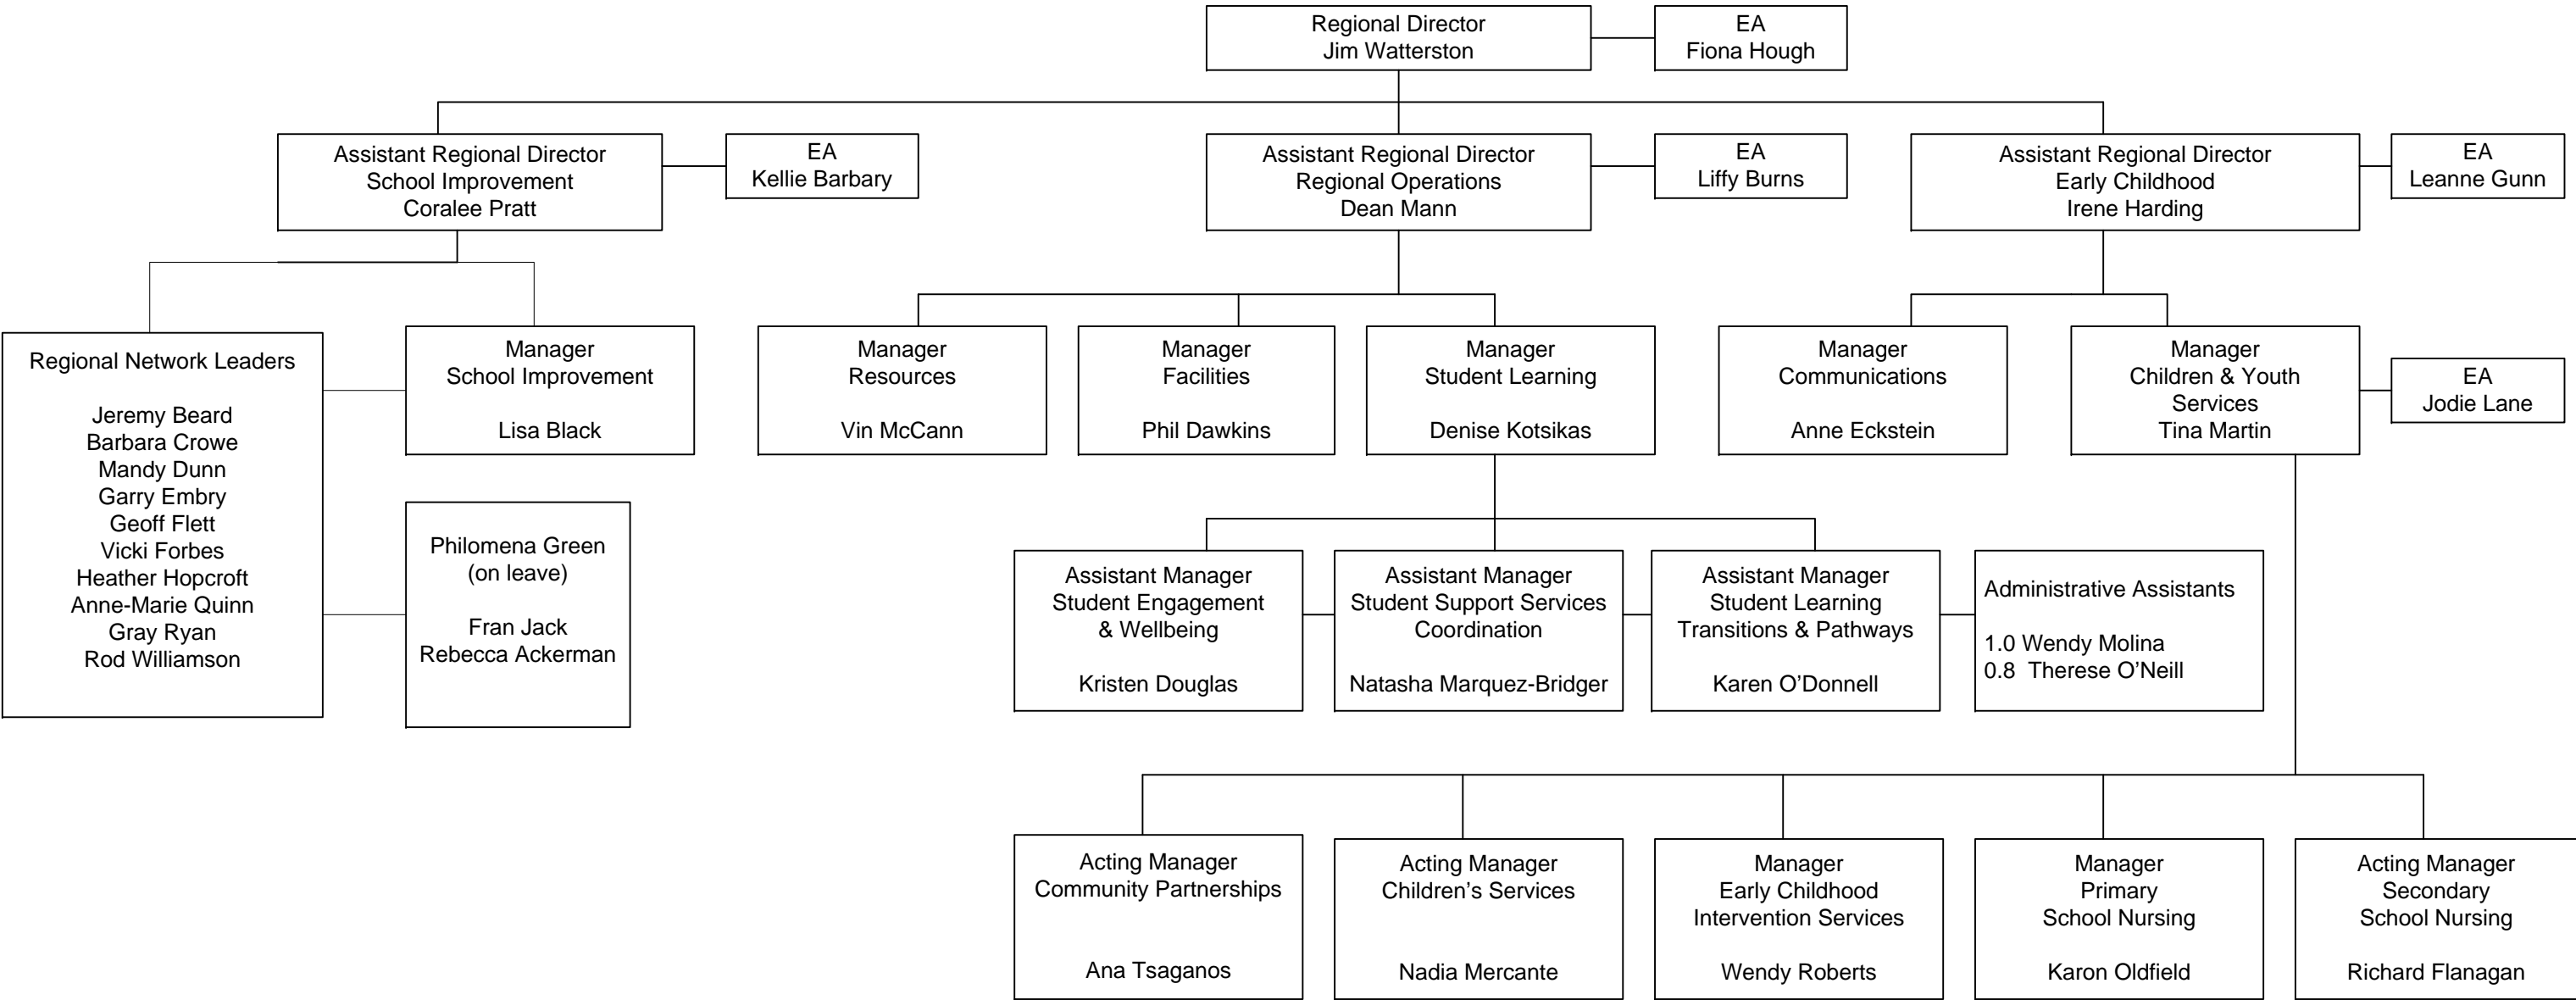 Regional Director
Jim Watterston
EA
Fiona Hough
Assistant Regional Director
School Improvement
Coralee Pratt
EA
Kellie Barbary
Assistant Regional Director
Regional Operations
Dean Mann
EA
Liffy Burns
Assistant Regional Director
Early Childhood
Irene Harding
EA
Leanne Gunn
Regional Network Leaders
Jeremy Beard
Barbara Crowe
Mandy Dunn
Garry Embry
Geoff Flett
Vicki Forbes
Heather Hopcroft
Anne-Marie Quinn
Gray Ryan
Rod Williamson
Manager
School Improvement
Lisa Black
Philomena Green
(on leave)
Fran Jack
Rebecca Ackerman
Manager
Resources
Vin McCann
Manager
Facilities
Phil Dawkins
Manager
Student Learning
Denise Kotsikas
Manager
Communications
Anne Eckstein
Manager
Children & Youth
Services
Tina Martin
EA
Jodie Lane
Assistant Manager
Student Engagement
& Wellbeing
Kristen Douglas
Assistant Manager
Student Support Services
Coordination
Natasha Marquez-Bridger
Assistant Manager
Student Learning
Transitions & Pathways
Karen O’Donnell
Administrative Assistants
1.0 Wendy Molina
0.8  Therese O’Neill
Acting Manager
Community Partnerships
Ana Tsaganos
Acting Manager
Children’s Services
Nadia Mercante
Manager
Early Childhood
Intervention Services
Wendy Roberts
Manager
Primary
School Nursing
Karon Oldfield
Acting Manager
Secondary
School Nursing
Richard Flanagan